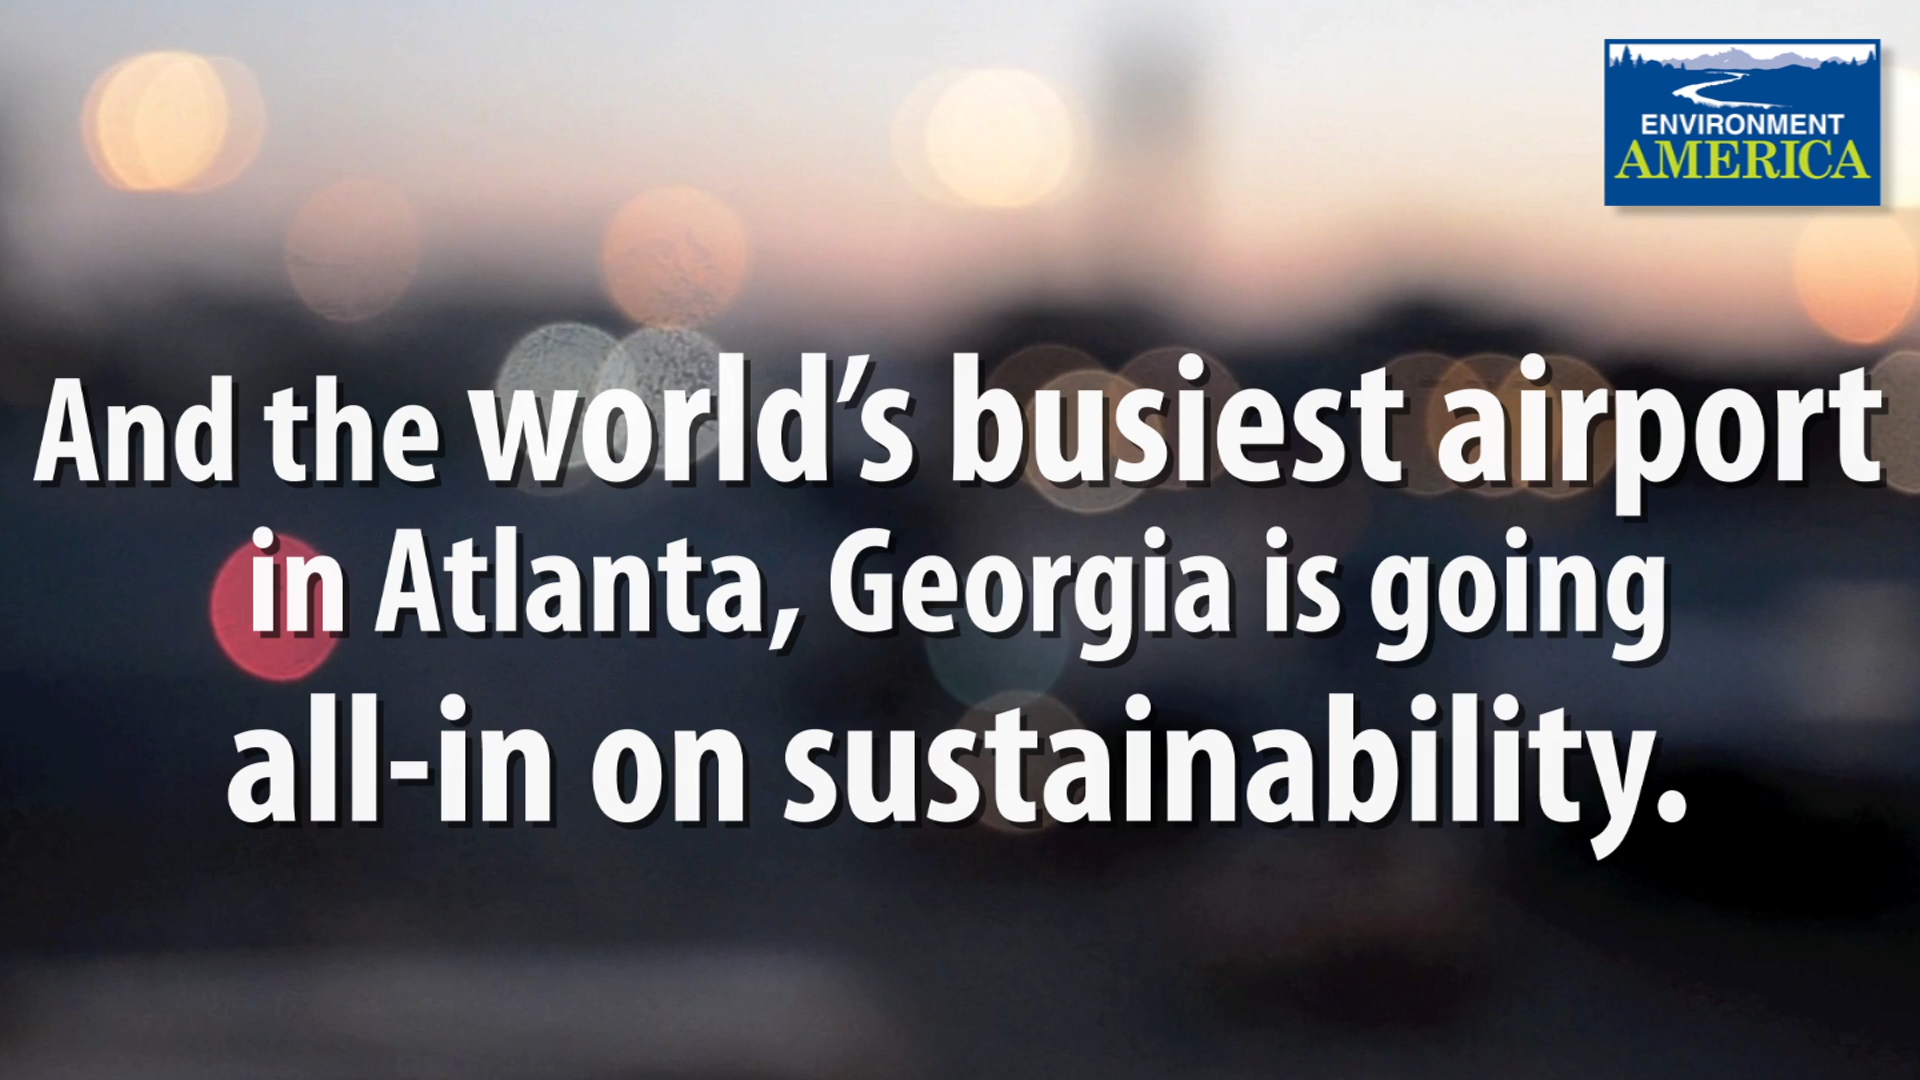 ENVIRONMENT
AMERICA
And the world’s busiest airport
in Atlanta, Georgia is going
all-in on sustainability.